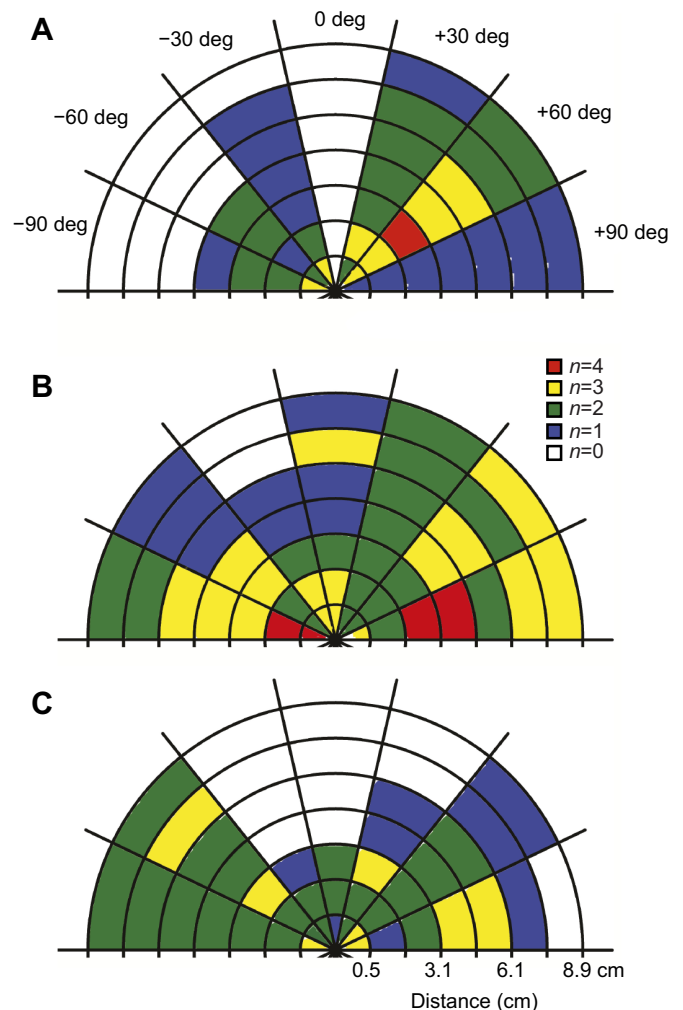 A
0 deg
−30 deg
+30 deg
−60 deg
+60 deg
−90 deg
+90 deg
B
n=4
n=3
n=2
n=1
n=0
C
0.5 3.1 6.1 8.9 cm
Distance (cm)